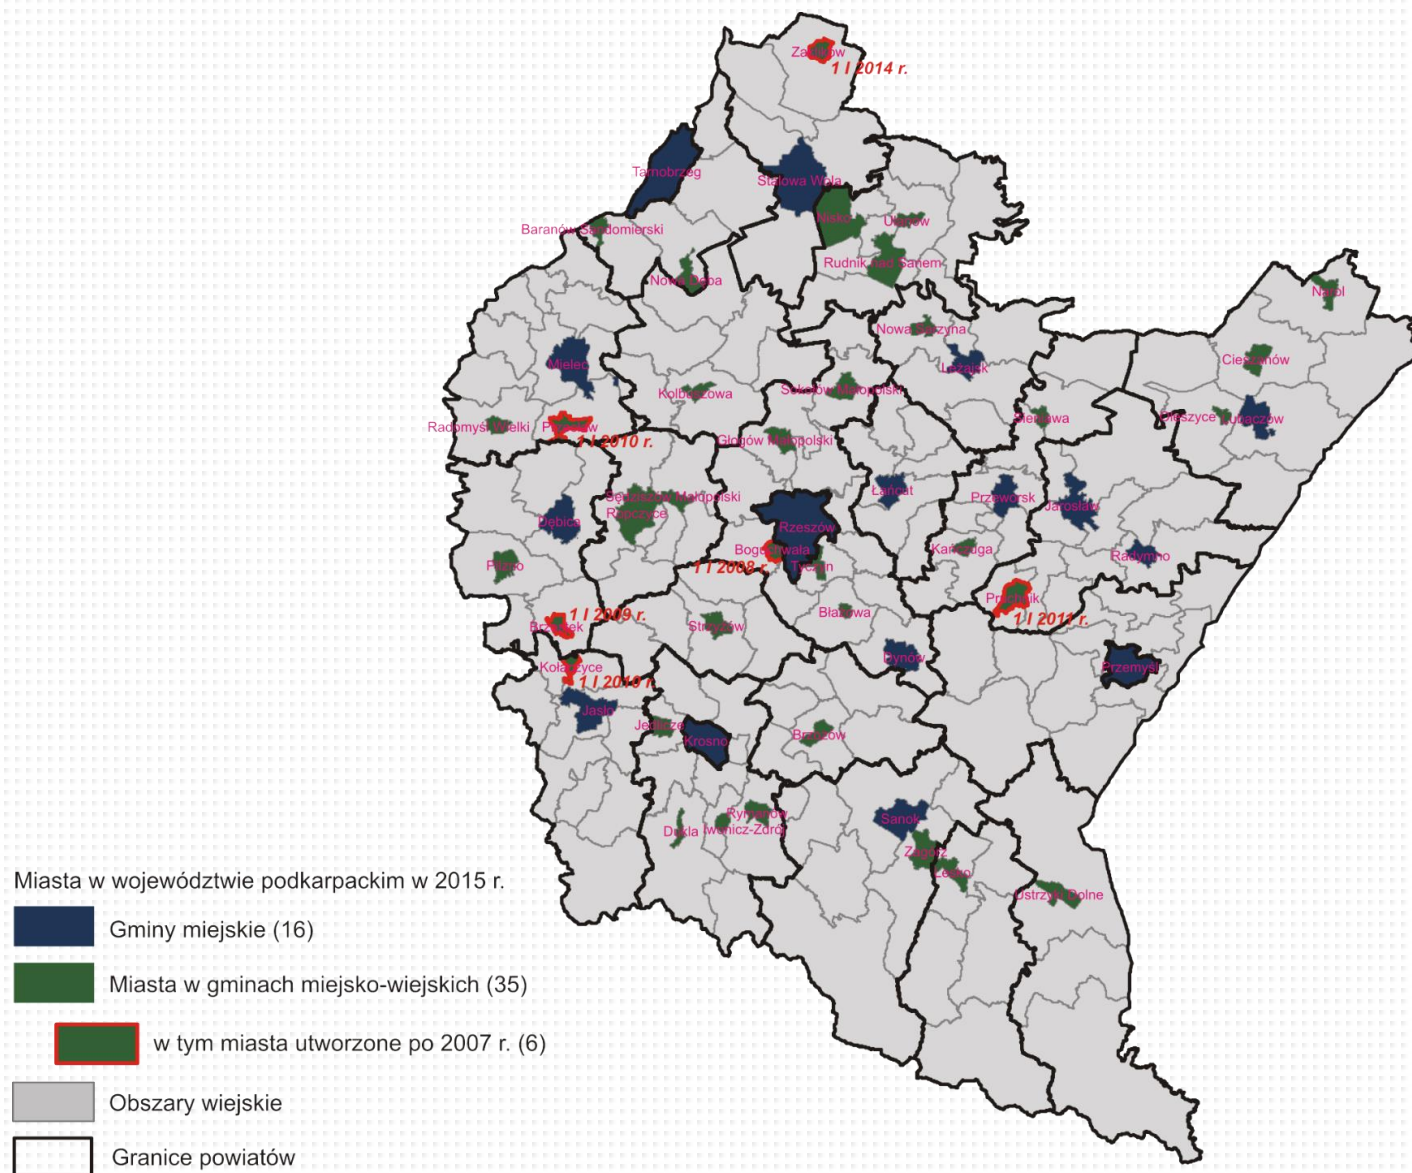 Zaklików
1 I 2014 r.
Tarnobrzeg
Stalowa Wola
Nisko
Ulanów
Baranów Sandomierski
Rudnik nad Sanem
Nowa Dęba
Narol
Nowa Sarzyna
Cieszanów
Mielec
Leżajsk
Kolbuszowa
Sokołów Małopolski
Oleszyce
Lubaczów
Sieniawa
Radomyśl Wielki
Przecław
1 I 2010 r.
Głogów Małopolski
Łańcut
Sędziszów Małopolski
Przeworsk
Jarosław
Ropczyce
Dębica
Rzeszów
Boguchwała
Kańczuga
Radymno
Pilzno
1 I 2008 r.
Tyczyn
Pruchnik
1 I 2011 r.
1 I 2009 r.
Brzostek
Strzyżów
Błażowa
Dynów
Kołaczyce
1 I 2010 r.
Przemyśl
Jasło
Jedlicze
Krosno
Brzozów
Rymanów
Sanok
Dukla
Iwonicz-Zdrój
Zagórz
Lesko
Ustrzyki Dolne
Miasta w województwie podkarpackim w 2015 r.
Gminy miejskie (16)
Miasta w gminach miejsko-wiejskich (35)
w tym miasta utworzone po 2007 r. (6)
Obszary wiejskie
Granice powiatów